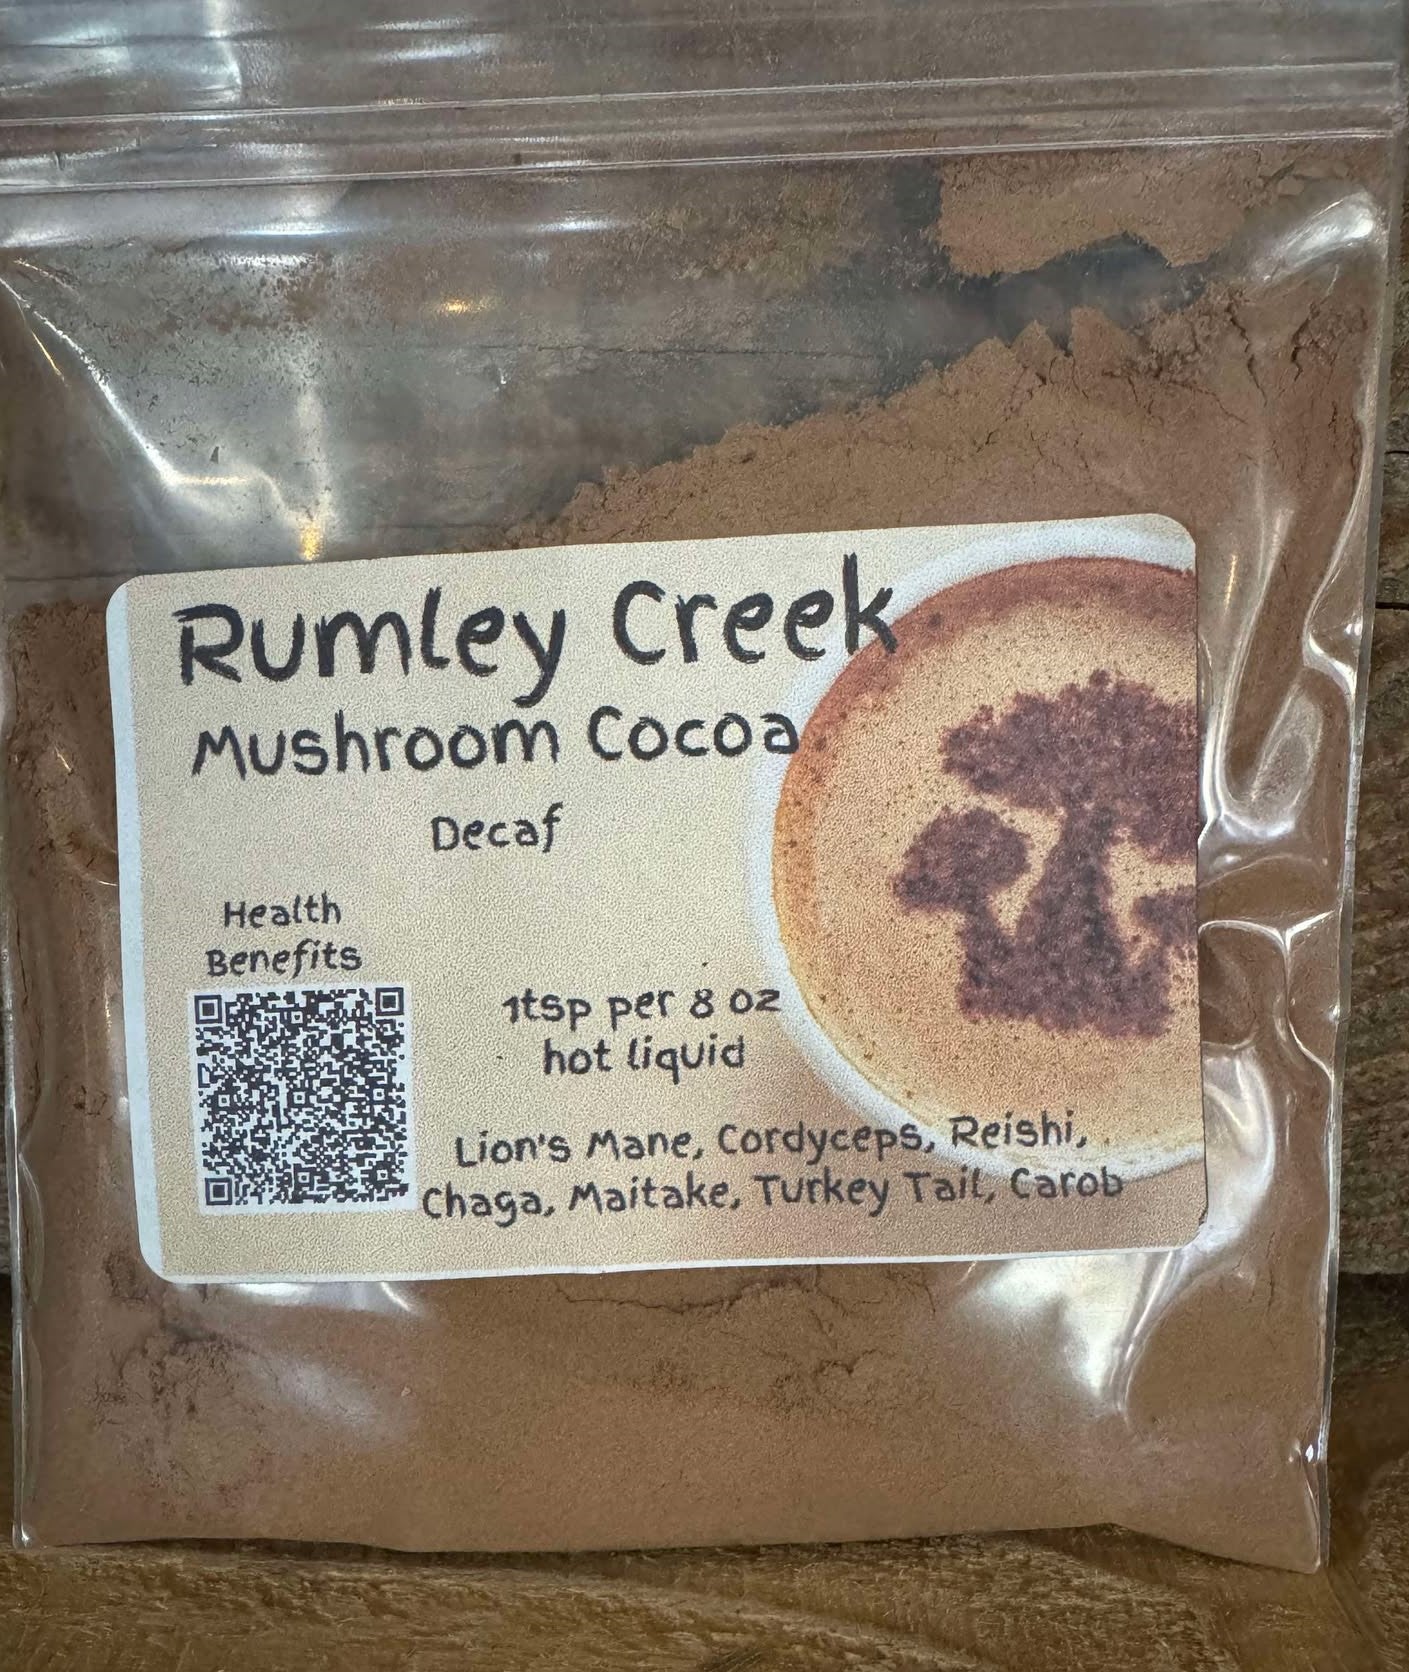 Rumley Creek
Mushroom Cocoa
Decaf
Health
Benefits
1tsp per 8 oz
hot liquid
Lion's Mane, Cordyceps, Reishi,
Chaga, Maitake, Turkey Tail, Carob